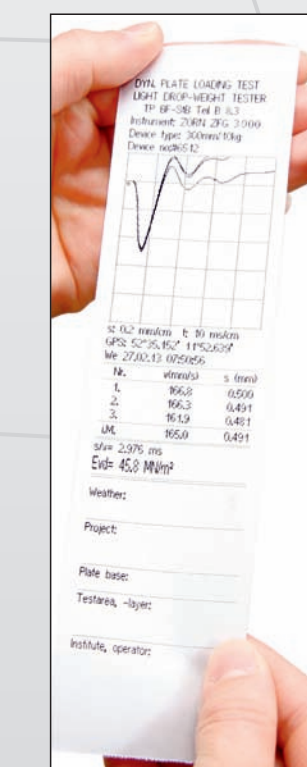 DYN. PLATE LOADING TEST
LIGHT DROP-WEIGHT TESTER
TP BF-StB Teil B 8.3
Instrument: ZORN ZFG 3000
Device type: 300mm/10kg
Device no:#6512
s: 0.2 mm/cm t: 10 ms/cm
GPS: 52°35,152' 11°52,639'
We 27.02.13 07:50:56
Nr. v(mm/s) s (mm)
1. 166.8 0.500
2. 166.3 0.491
3. 161.9 0.481
i.M. 165.0 0.491
s/v= 2.976 ms
Evd= 45.8 MN/m²
Weather:
Project:
Plate base:
Testarea, -layer:
Institute, operator: